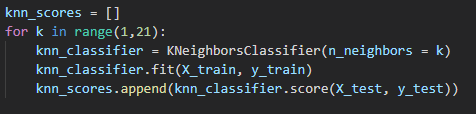 knn_scores = []
for k in range(1,21):
    knn_classifier = KNeighborsClassifier(n_neighbors = k)
    knn_classifier.fit(X_train, y_train)
    knn_scores.append(knn_classifier.score(X_test, y_test))